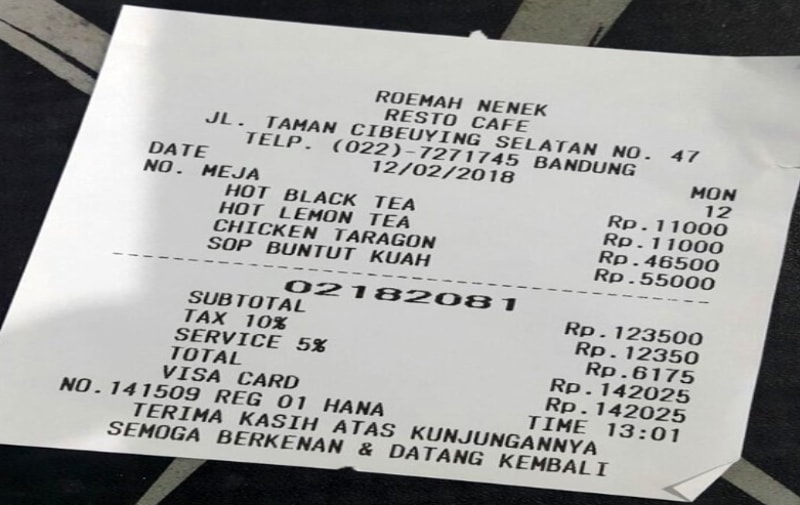 ROEMAH NENEK
RESTO CAFE
JL. TAMAN CIBEUYING SELATAN NO. 47
TELP. (022)-7271745 BANDUNG
DATE 12/02/2018 MON
NO. MEJA 12
HOT BLACK TEA Rp.11000
HOT LEMON TEA Rp.11000
CHICKEN TARAGON Rp.46500
SOP BUNTUT KUAH Rp.55000
02182081
SUBTOTAL Rp.123500
TAX 10% Rp.12350
SERVICE 5% Rp.6175
TOTAL Rp.142025
VISA CARD Rp.142025
NO.141509 REG 01 HANA TIME 13:01
TERIMA KASIH ATAS KUNJUNGANNYA
SEMOGA BERKENAN & DATANG KEMBALI